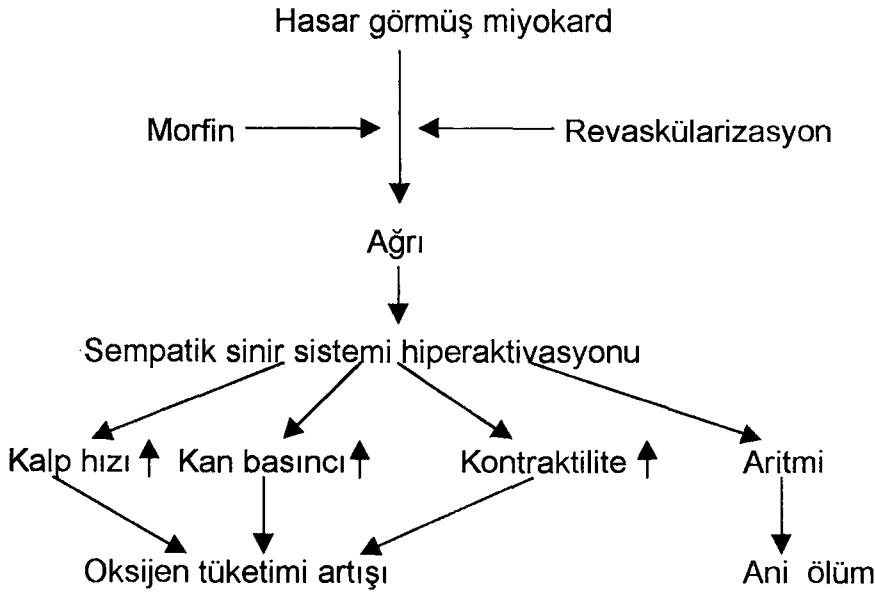 Hasar görmüş miyokard
Morfin Revaskülarizasyon
Ağrı
Sempatik sinir sistemi hiperaktivasyonu
Kalp hızı Kan basıncı Kontraktilite Aritmi
Oksijen tüketimi artışı Ani ölüm